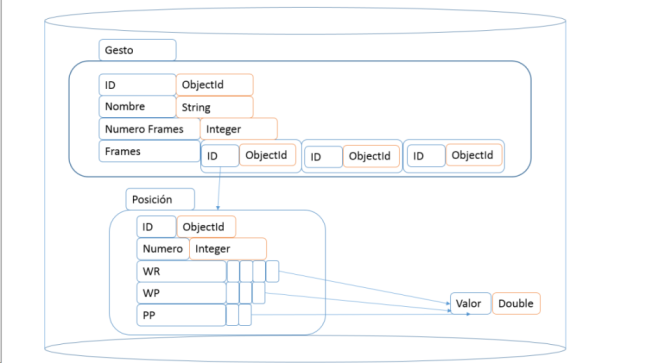 Gesto
ID ObjectId
Nombre String
Numero Frames Integer
Frames ID ObjectId ID ObjectId ID ObjectId
Posición
ID ObjectId
Numero Integer
WR
WP
PP
Valor Double